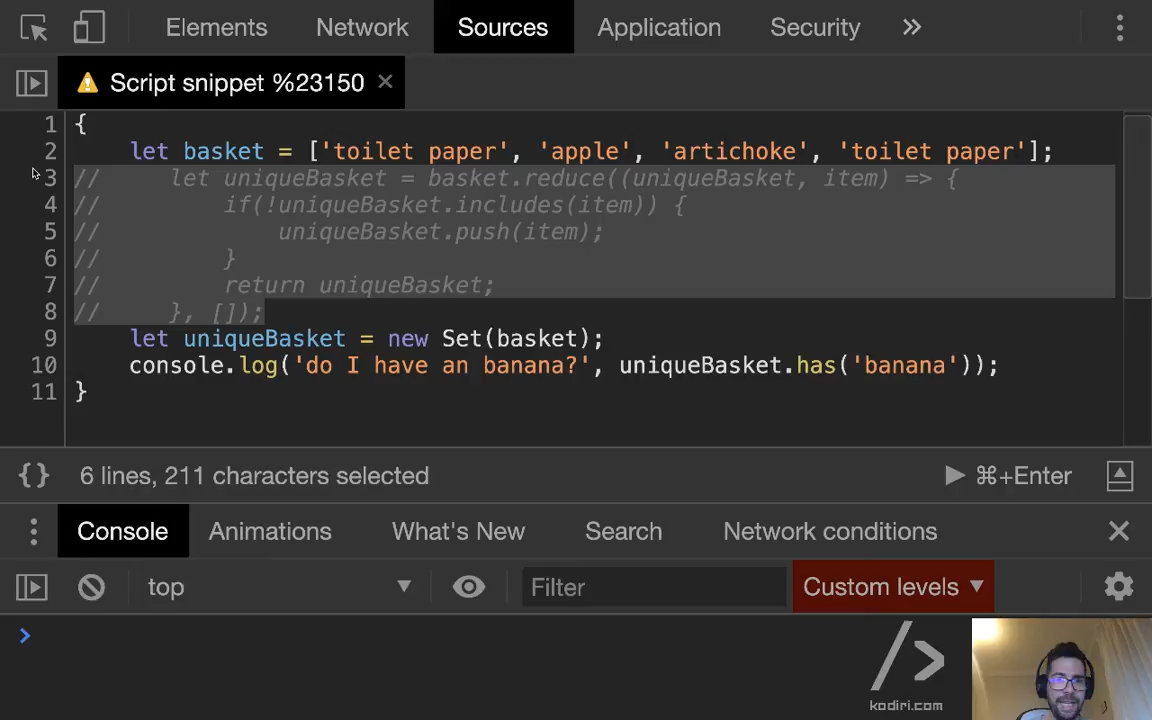 Elements Network Sources Application Security »
Script snippet %23150 ×
1 {
2 let basket = ['toilet paper', 'apple', 'artichoke', 'toilet paper'];
3 // let uniqueBasket = basket.reduce((uniqueBasket, item) => {
4 // if(!uniqueBasket.includes(item)) {
5 // uniqueBasket.push(item);
6 // }
7 // return uniqueBasket;
8 // }, []);
9 let uniqueBasket = new Set(basket);
10 console.log('do I have an banana?', uniqueBasket.has('banana'));
11 }
{} 6 lines, 211 characters selected ⌘+Enter
Console Animations What's New Search Network conditions
top Filter Custom levels
</>
kodiri.com